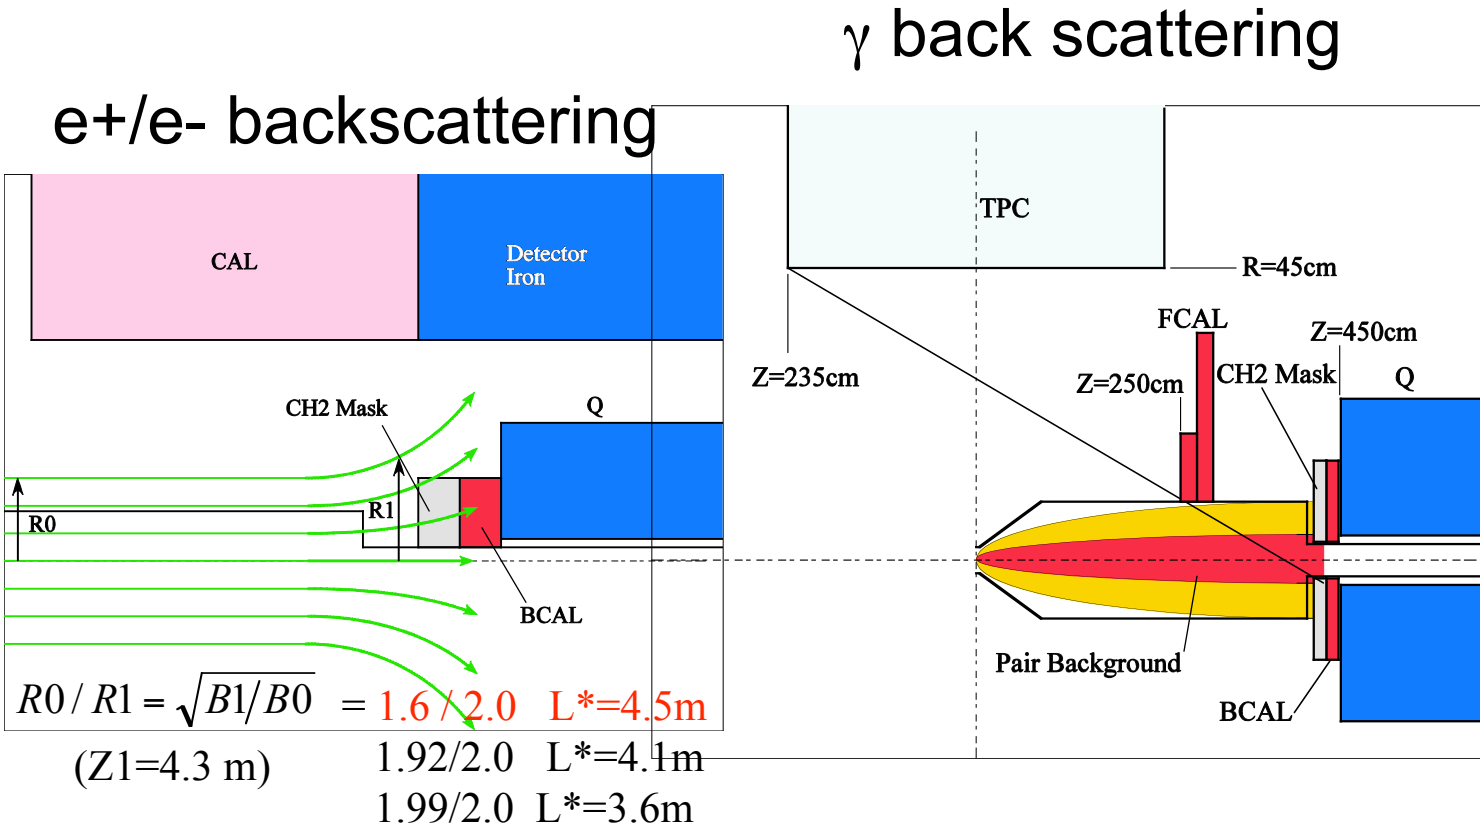 γ back scattering
e+/e- backscattering
CAL
Detector
Iron
CH2 Mask
Q
R0
R1
BCAL
R0 / R1 = √B1/B0 = 1.6 / 2.0 L*=4.5m
(Z1=4.3 m)
1.92/2.0 L*=4.1m
1.99/2.0 L*=3.6m
TPC
R=45cm
Z=235cm
FCAL
Z=250cm
Z=450cm
CH2 Mask
Q
Pair Background
BCAL